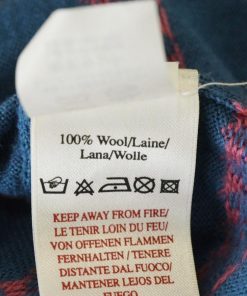 100% Wool/Laine/
Lana/Wolle
KEEP AWAY FROM FIRE/
LE TENIR LOIN DU FEU/
VON OFFENEN FLAMMEN
FERNHALTEN / TENERE
DISTANTE DAL FUOCO/
MANTENER LEJOS DEL
FUEGO